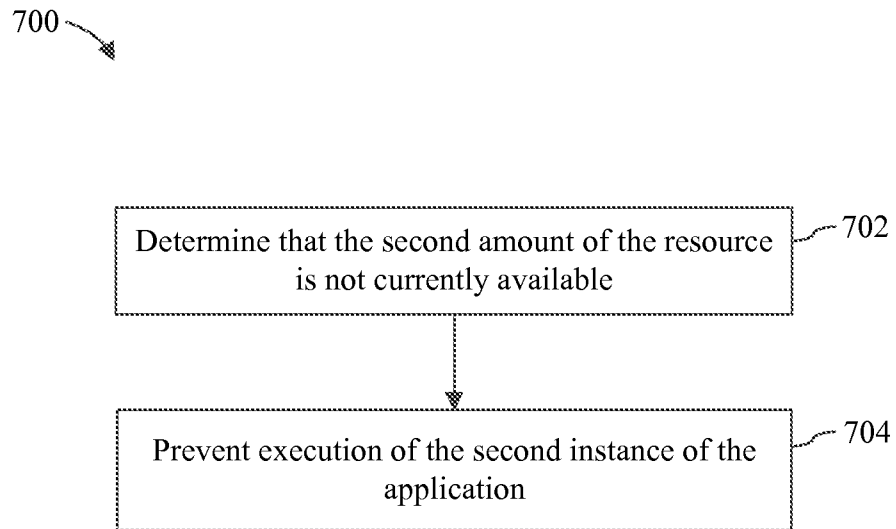 700
Determine that the second amount of the resource
is not currently available
702
Prevent execution of the second instance of the
application
704